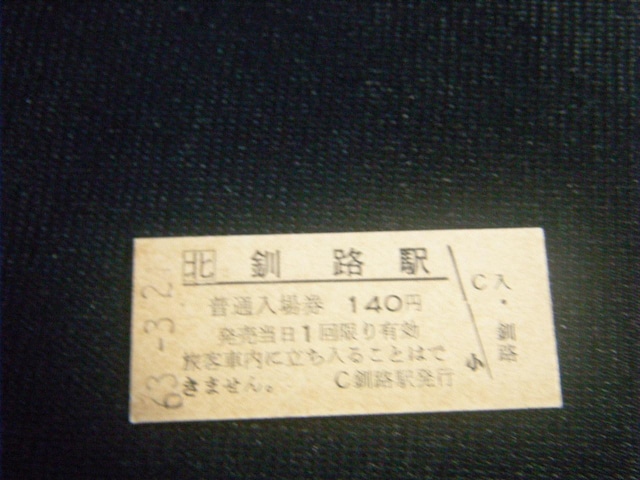 北 釧路駅
普通入場券 140円
発売当日1回限り有効
旅客車内に立ち入ることはで
きません。 C釧路駅発行
C 入・釧路
小
63-3.2